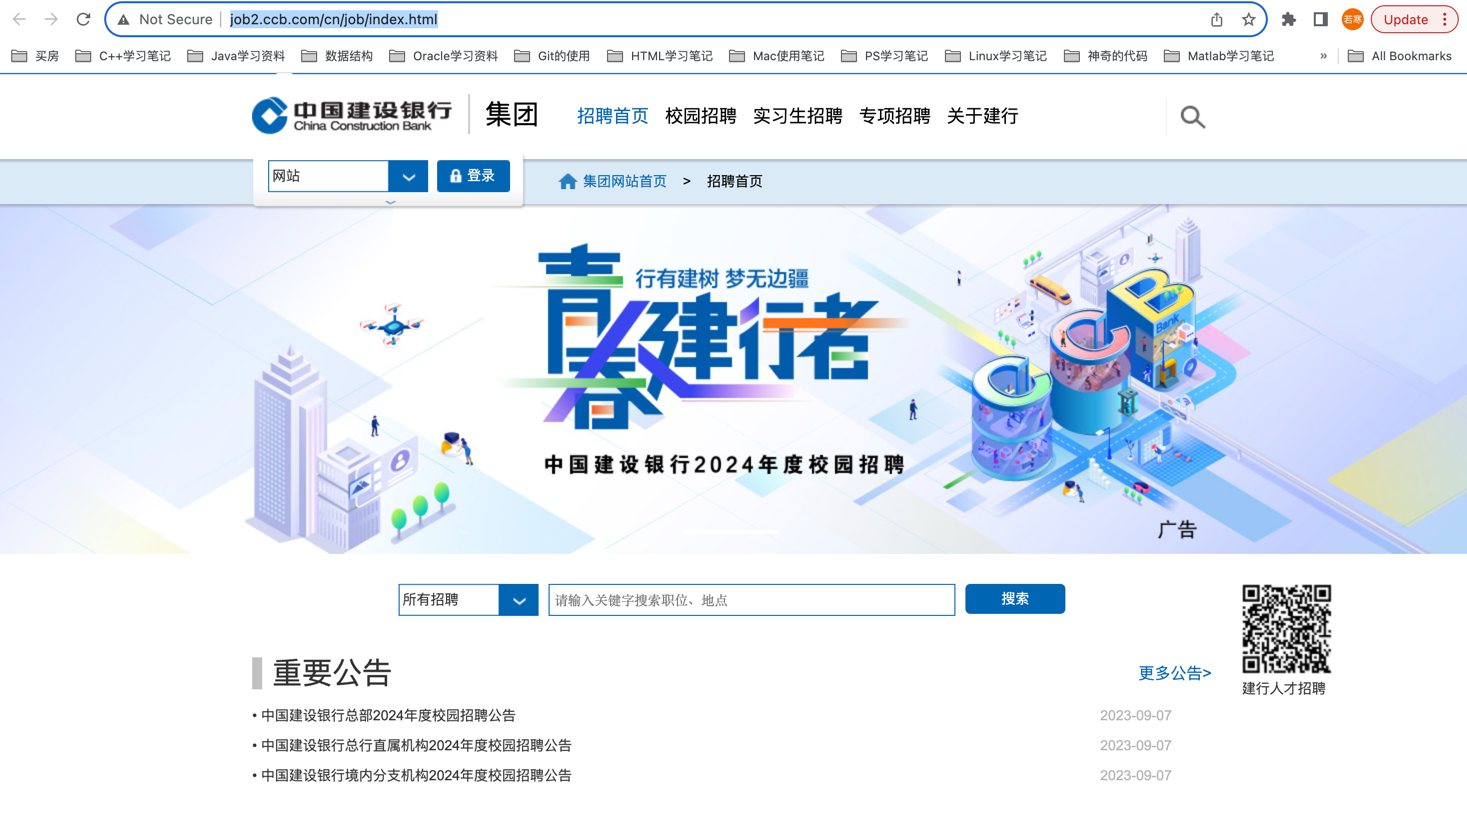 Not Secure job2.ccb.com/cn/job/index.html 若寒 Update
买房 C++学习笔记 Java学习资料 数据结构 Oracle学习资料 Git的使用 HTML学习笔记 Mac使用笔记 PS学习笔记 Linux学习笔记 神奇的代码 Matlab学习笔记 » All Bookmarks
中国建设银行 集团 招聘首页 校园招聘 实习生招聘 专项招聘 关于建行
China Construction Bank
网站 登录 集团网站首页 > 招聘首页
行有建树 梦无边疆
青春建行者
CCB
Bank
中国建设银行2024年度校园招聘
广告
所有招聘 请输入关键字搜索职位、地点 搜索
重要公告 更多公告>
建行人才招聘
• 中国建设银行总部2024年度校园招聘公告 2023-09-07
• 中国建设银行总行直属机构2024年度校园招聘公告 2023-09-07
• 中国建设银行境内分支机构2024年度校园招聘公告 2023-09-07